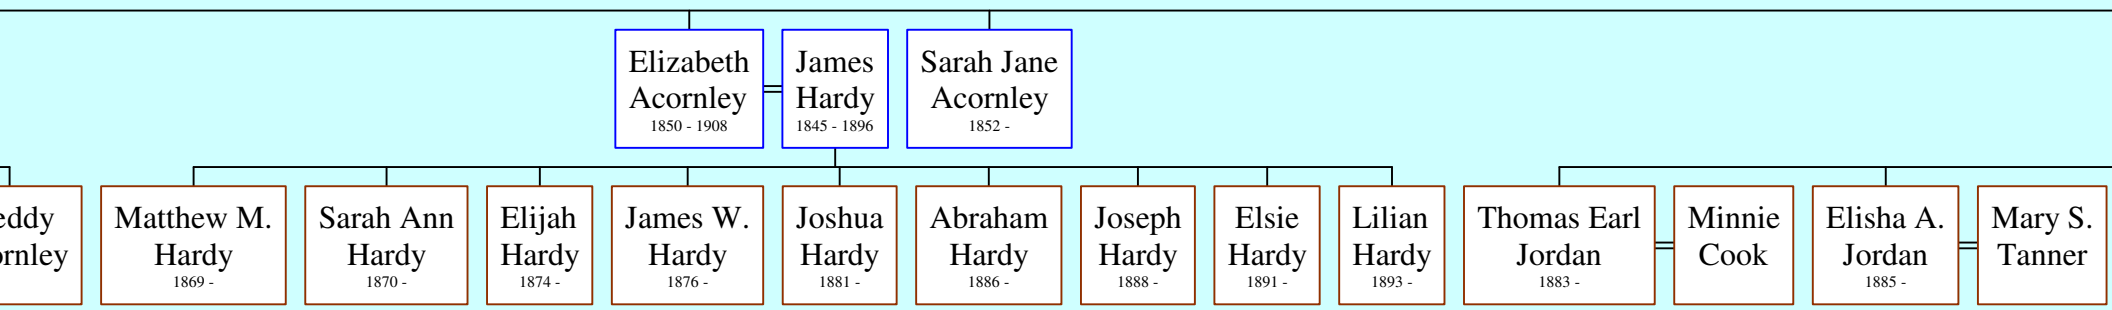 Elizabeth
Acornley
1850 - 1908
James
Hardy
1845 - 1896
Sarah Jane
Acornley
1852 -
Matthew M.
Hardy
1869 -
Sarah Ann
Hardy
1870 -
Elijah
Hardy
1874 -
James W.
Hardy
1876 -
Joshua
Hardy
1881 -
Abraham
Hardy
1886 -
Joseph
Hardy
1888 -
Elsie
Hardy
1891 -
Lilian
Hardy
1893 -
Thomas Earl
Jordan
1883 -
Minnie
Cook
Elisha A.
Jordan
1885 -
Mary S.
Tanner